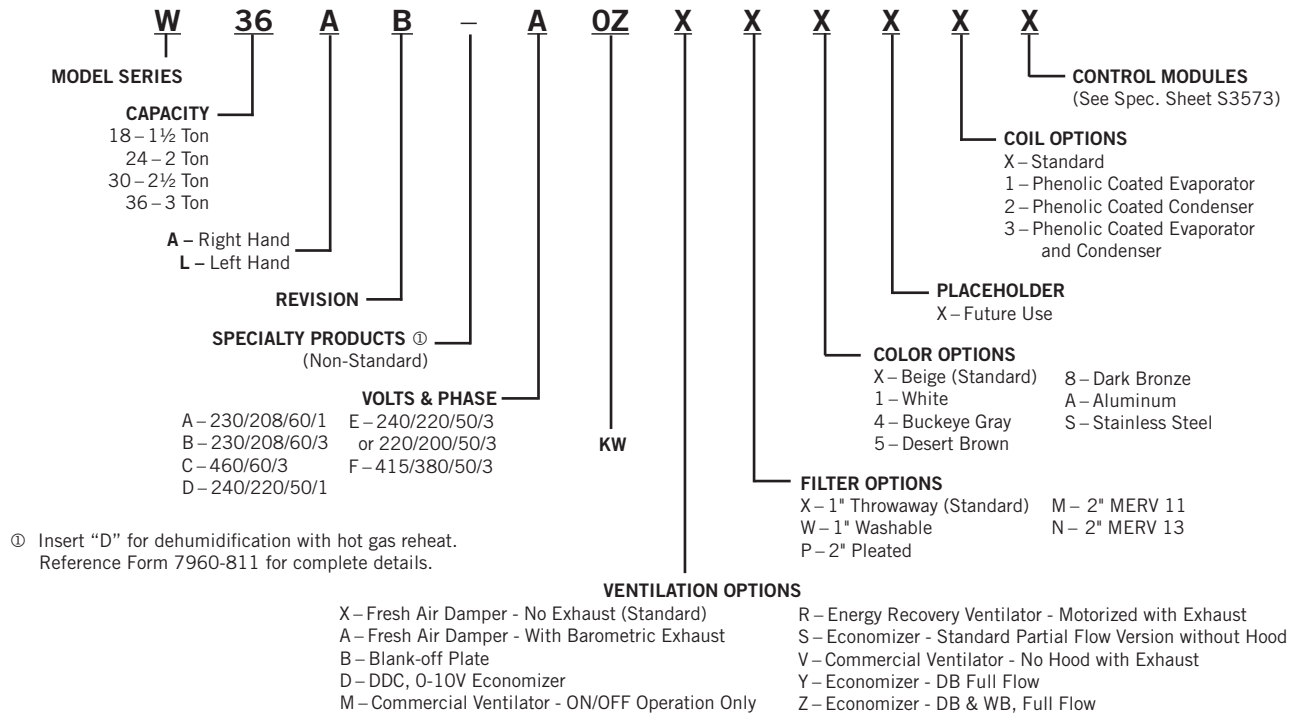 W 36 A B – A 0Z X X X X X X
MODEL SERIES
CAPACITY
18 – 1½ Ton
24 – 2 Ton
30 – 2½ Ton
36 – 3 Ton
A – Right Hand
L – Left Hand
REVISION
SPECIALTY PRODUCTS ①
(Non-Standard)
VOLTS & PHASE
A – 230/208/60/1
B – 230/208/60/3
C – 460/60/3
D – 240/220/50/1
E – 240/220/50/3
or 220/200/50/3
F – 415/380/50/3
KW
CONTROL MODULES
(See Spec. Sheet S3573)
COIL OPTIONS
X – Standard
1 – Phenolic Coated Evaporator
2 – Phenolic Coated Condenser
3 – Phenolic Coated Evaporator
and Condenser
PLACEHOLDER
X – Future Use
COLOR OPTIONS
X – Beige (Standard)
1 – White
4 – Buckeye Gray
5 – Desert Brown
8 – Dark Bronze
A – Aluminum
S – Stainless Steel
FILTER OPTIONS
X – 1" Throwaway (Standard)
W – 1" Washable
P – 2" Pleated
M – 2" MERV 11
N – 2" MERV 13
① Insert “D” for dehumidification with hot gas reheat.
Reference Form 7960-811 for complete details.
VENTILATION OPTIONS
X – Fresh Air Damper - No Exhaust (Standard)
A – Fresh Air Damper - With Barometric Exhaust
B – Blank-off Plate
D – DDC, 0-10V Economizer
M – Commercial Ventilator - ON/OFF Operation Only
R – Energy Recovery Ventilator - Motorized with Exhaust
S – Economizer - Standard Partial Flow Version without Hood
V – Commercial Ventilator - No Hood with Exhaust
Y – Economizer - DB Full Flow
Z – Economizer - DB & WB, Full Flow